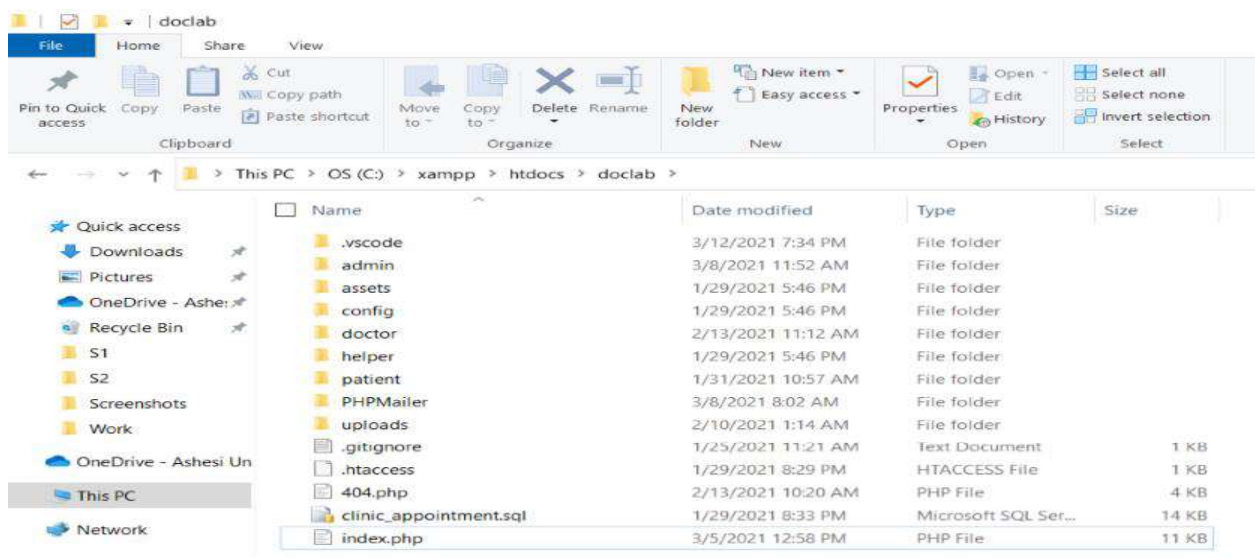 doclab
File Home Share View
Pin to Quick access
Copy
Paste
Cut
Copy path
Paste shortcut
Clipboard
Move to
Copy to
Delete
Rename
Organize
New folder
New item
Easy access
New
Properties
Open
Edit
History
Open
Select all
Select none
Invert selection
Select
> This PC > OS (C:) > xampp > htdocs > doclab >
Quick access
Downloads
Pictures
OneDrive - Ashes
Recycle Bin
S1
S2
Screenshots
Work
OneDrive - Ashesi Un
This PC
Network
Name Date modified Type Size
.vscode 3/12/2021 7:34 PM File folder
admin 3/8/2021 11:52 AM File folder
assets 1/29/2021 5:46 PM File folder
config 1/29/2021 5:46 PM File folder
doctor 2/13/2021 11:12 AM File folder
helper 1/29/2021 5:46 PM File folder
patient 1/31/2021 10:57 AM File folder
PHPMailer 3/8/2021 8:02 AM File folder
uploads 2/10/2021 1:14 AM File folder
.gitignore 1/25/2021 11:21 AM Text Document 1 KB
.htaccess 1/29/2021 8:29 PM HTACCESS File 1 KB
404.php 2/13/2021 10:20 AM PHP File 4 KB
clinic_appointment.sql 1/29/2021 8:33 PM Microsoft SQL Ser... 14 KB
index.php 3/5/2021 12:58 PM PHP File 11 KB